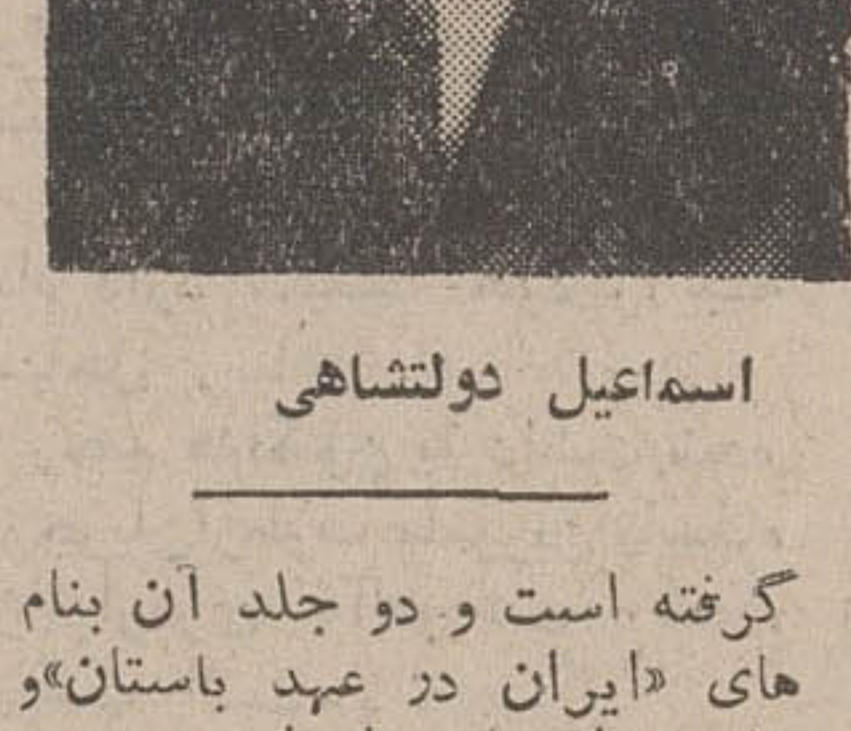 اسماعیل دولتشاهی
گرفته است و دو جلد آن بنام
های «ایران در عهد باستان» و